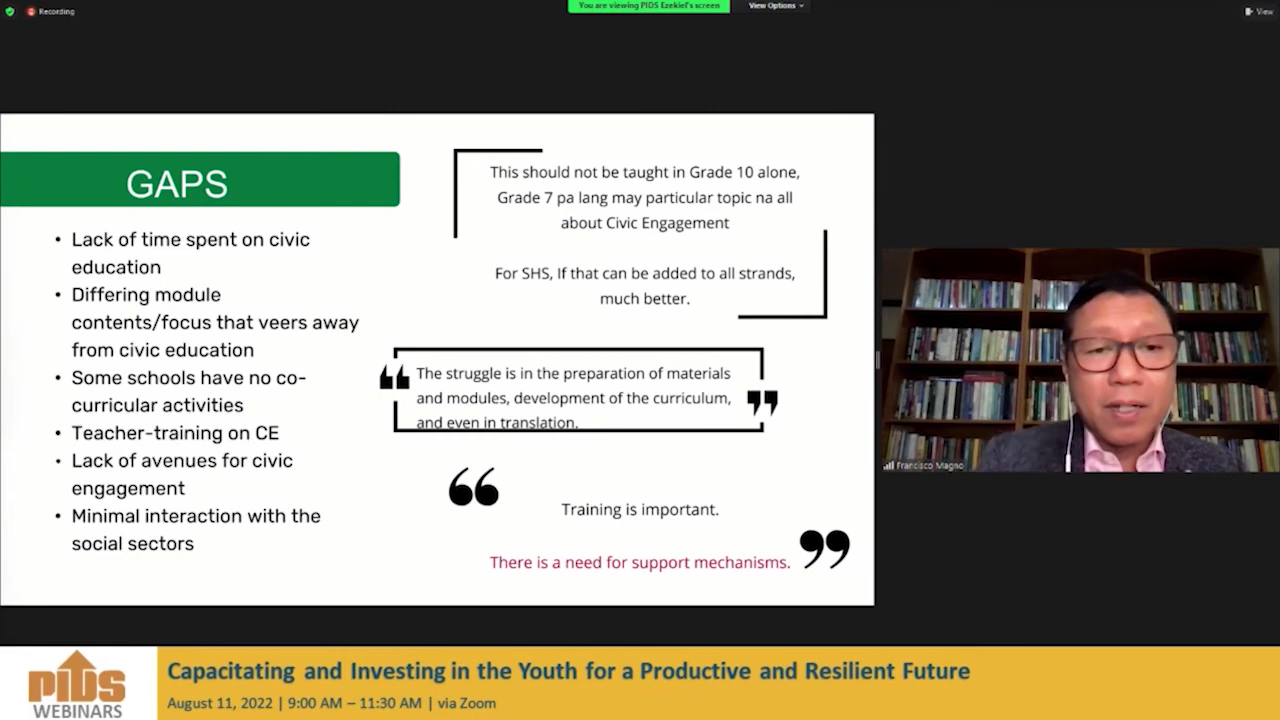 Recording
You are viewing PIDS Ezekiel's screen
View Options
View
GAPS
• Lack of time spent on civic
education
• Differing module
contents/focus that veers away
from civic education
• Some schools have no co-
curricular activities
• Teacher-training on CE
• Lack of avenues for civic
engagement
• Minimal interaction with the
social sectors
This should not be taught in Grade 10 alone,
Grade 7 pa lang may particular topic na all
about Civic Engagement
For SHS, If that can be added to all strands,
much better.
“The struggle is in the preparation of materials
and modules, development of the curriculum,
and even in translation.”
“Training is important.
There is a need for support mechanisms.”
Francisco Magno
PIDS
WEBINARS
Capacitating and Investing in the Youth for a Productive and Resilient Future
August 11, 2022 | 9:00 AM – 11:30 AM | via Zoom